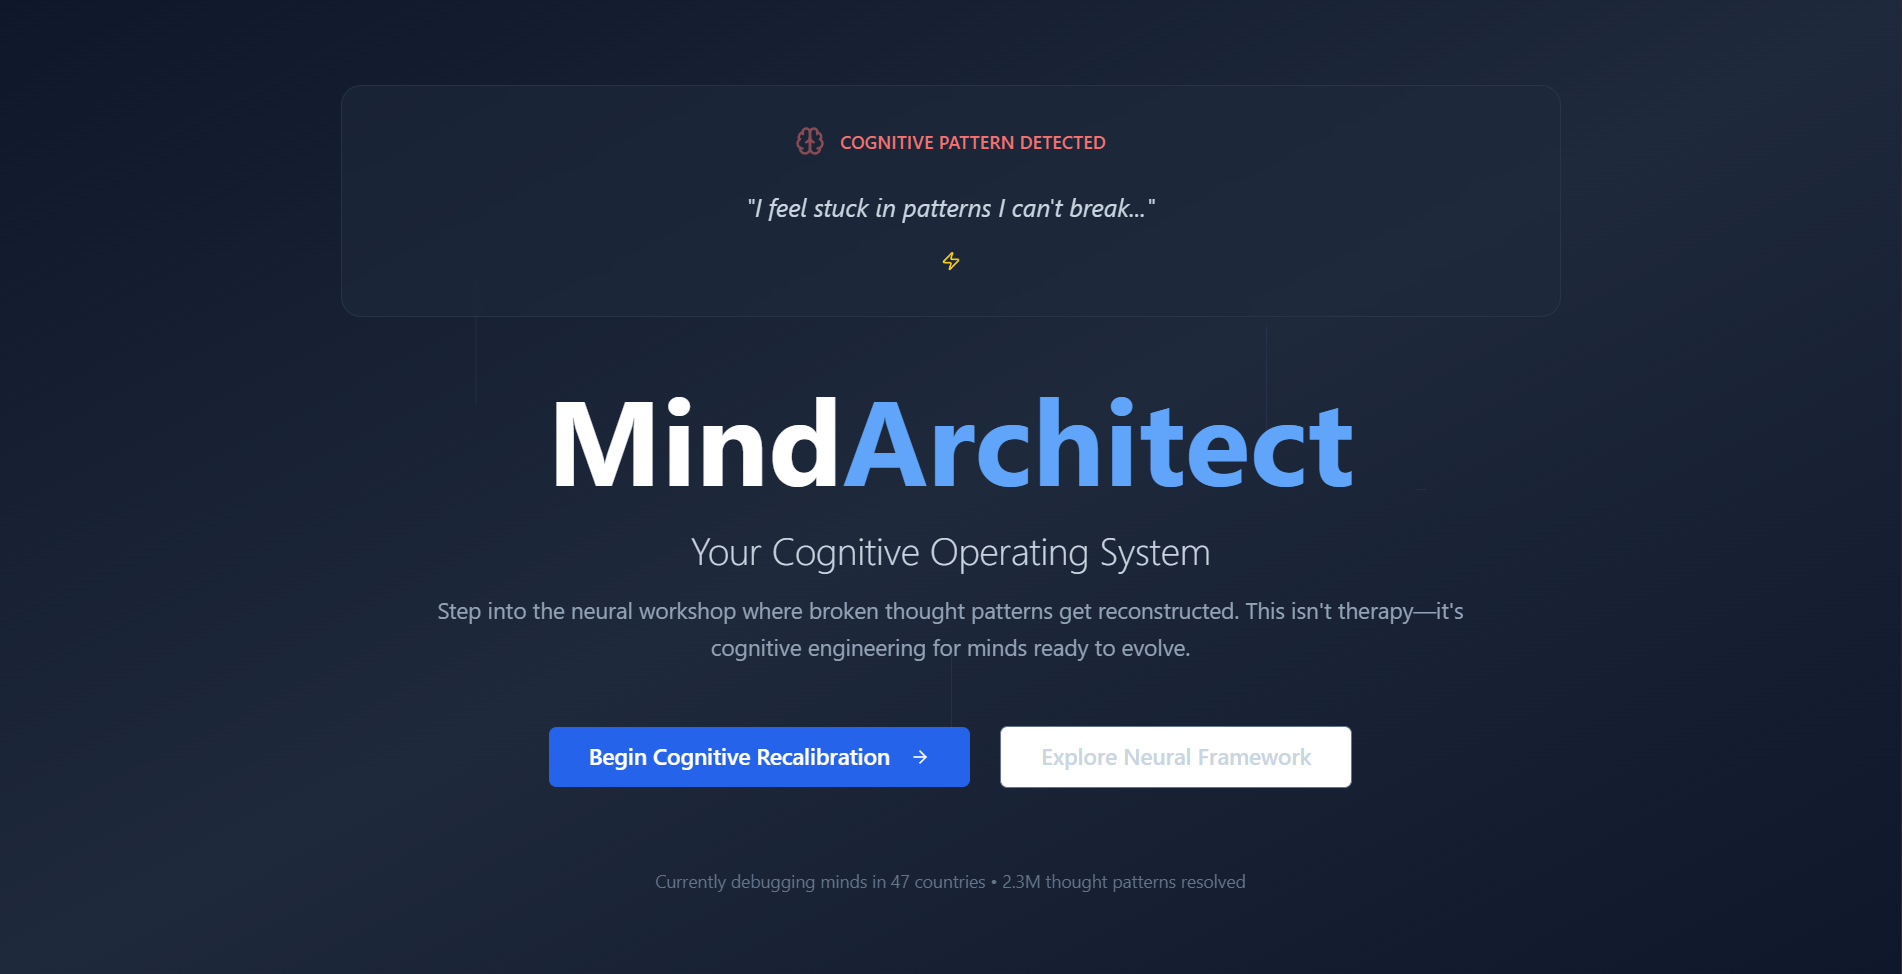 COGNITIVE PATTERN DETECTED
"I feel stuck in patterns I can't break..."
MindArchitect
Your Cognitive Operating System
Step into the neural workshop where broken thought patterns get reconstructed. This isn't therapy—it's
cognitive engineering for minds ready to evolve.
Begin Cognitive Recalibration →
Explore Neural Framework
Currently debugging minds in 47 countries • 2.3M thought patterns resolved